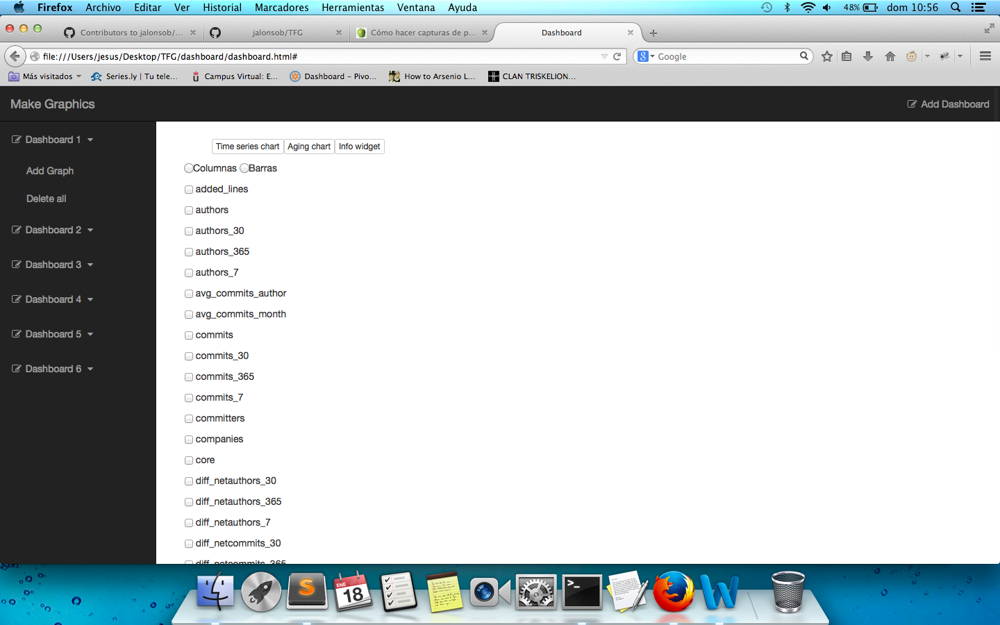 Firefox Archivo Editar Ver Historial Marcadores Herramientas Ventana Ayuda 48% dom 10:56
Contributors to jalonsob/... jalonsob/TFG Cómo hacer capturas de p... Dashboard
file:///Users/jesus/Desktop/TFG/dashboard/dashboard.html# Google
Más visitados Series.ly | Tu tele... Campus Virtual: E... Dashboard – Pivo... How to Arsenio L... CLAN TRISKELION...
Make Graphics Add Dashboard
Dashboard 1
Add Graph
Delete all
Dashboard 2
Dashboard 3
Dashboard 4
Dashboard 5
Dashboard 6
Time series chart Aging chart Info widget
Columnas Barras
added_lines
authors
authors_30
authors_365
authors_7
avg_commits_author
avg_commits_month
commits
commits_30
commits_365
commits_7
committers
companies
core
diff_netauthors_30
diff_netauthors_365
diff_netauthors_7
diff_netcommits_30
diff_netcommits_365
ENE
18